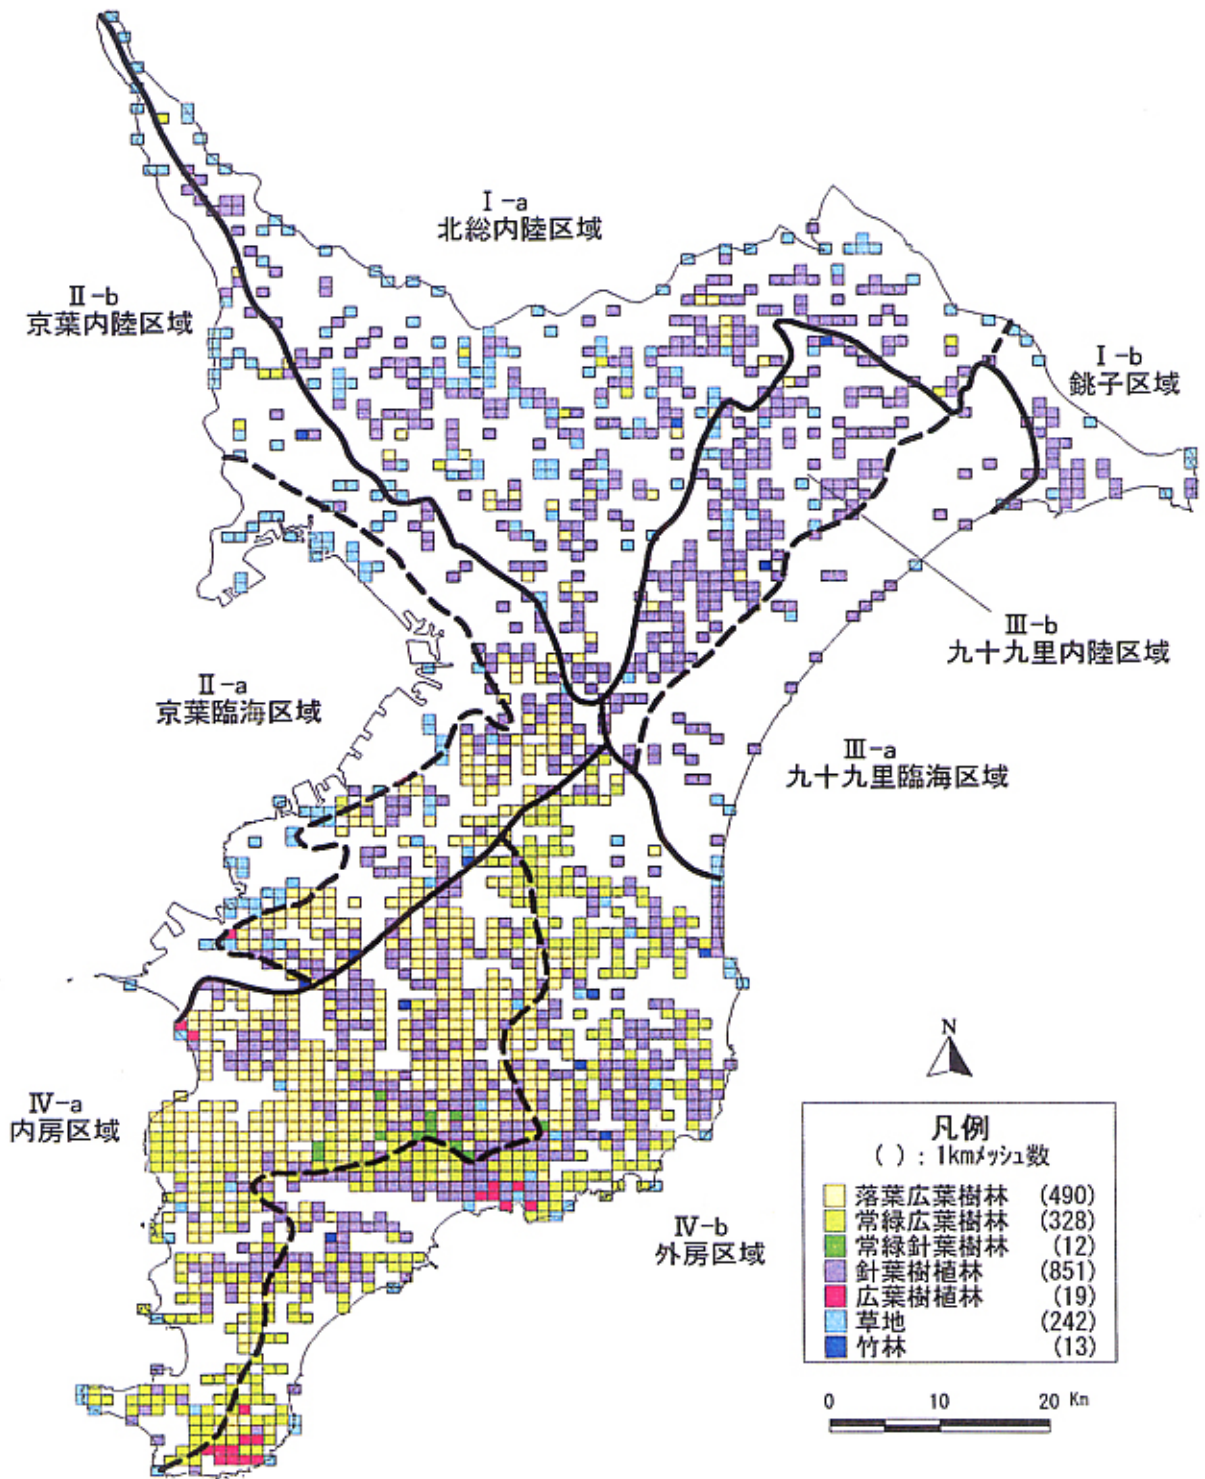 Ⅰ-a
北総内陸区域
Ⅱ-b
京葉内陸区域
Ⅰ-b
銚子区域
Ⅲ-b
九十九里内陸区域
Ⅱ-a
京葉臨海区域
Ⅲ-a
九十九里臨海区域
N
Ⅳ-a
内房区域
Ⅳ-b
外房区域
凡例
( ) : 1kmメッシュ数
落葉広葉樹林 (490)
常緑広葉樹林 (328)
常緑針葉樹林 (12)
針葉樹植林 (851)
広葉樹植林 (19)
草地 (242)
竹林 (13)
0 10 20 Km